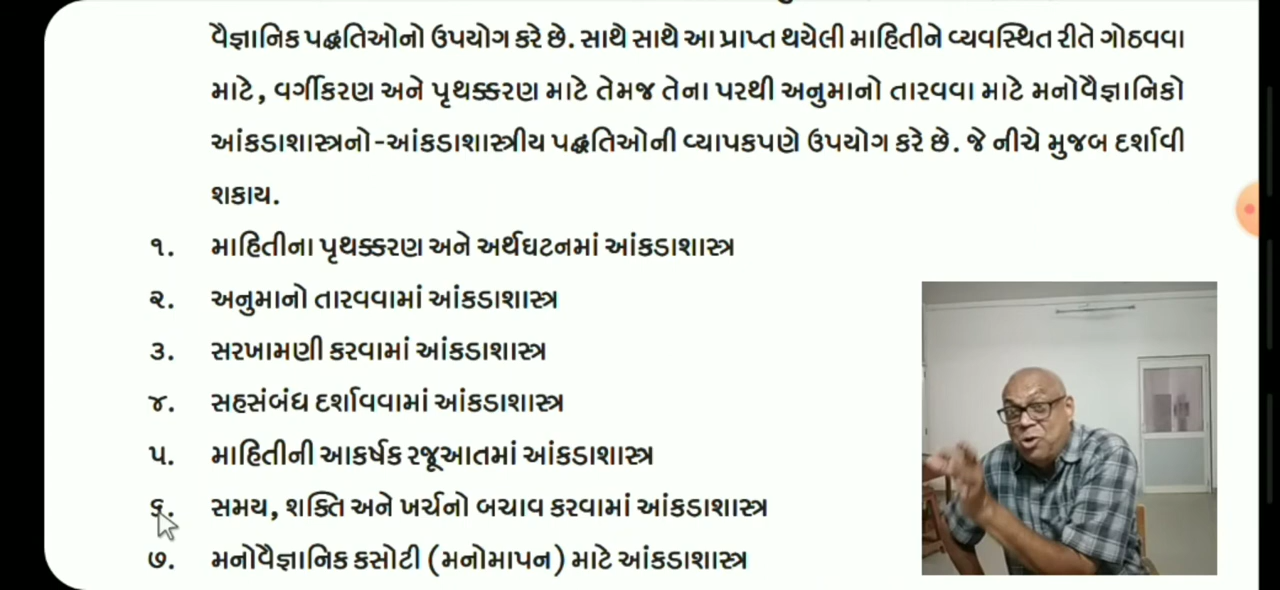 વૈજ્ઞાનિક પદ્ધતિઓનો ઉપયોગ કરે છે. સાથે સાથે આ પ્રાપ્ત થયેલી માહિતીને વ્યવસ્થિત રીતે ગોઠવવા
માટે, વર્ગીકરણ અને પૃથક્કરણ માટે તેમજ તેના પરથી અનુમાનો તારવવા માટે મનોવૈજ્ઞાનિકો
આંકડાશાસ્ત્રનો-આંકડાશાસ્ત્રીય પદ્ધતિઓની વ્યાપકપણે ઉપયોગ કરે છે. જે નીચે મુજબ દર્શાવી
શકાય.
૧. માહિતીના પૃથક્કરણ અને અર્થઘટનમાં આંકડાશાસ્ત્ર
૨. અનુમાનો તારવવામાં આંકડાશાસ્ત્ર
૩. સરખામણી કરવામાં આંકડાશાસ્ત્ર
૪. સહસંબંધ દર્શાવવામાં આંકડાશાસ્ત્ર
૫. માહિતીની આકર્ષક રજૂઆતમાં આંકડાશાસ્ત્ર
૬. સમય, શક્તિ અને ખર્ચનો બચાવ કરવામાં આંકડાશાસ્ત્ર
૭. મનોવૈજ્ઞાનિક કસોટી (મનોમાપન) માટે આંકડાશાસ્ત્ર